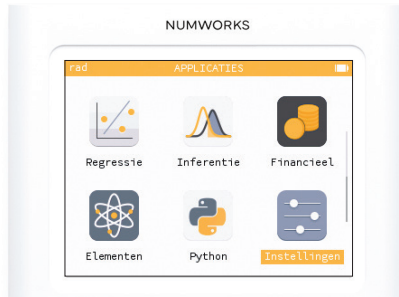 NUMWORKS
rad APPLICATIES
Regressie Inferentie Financieel
Elementen Python Instellingen